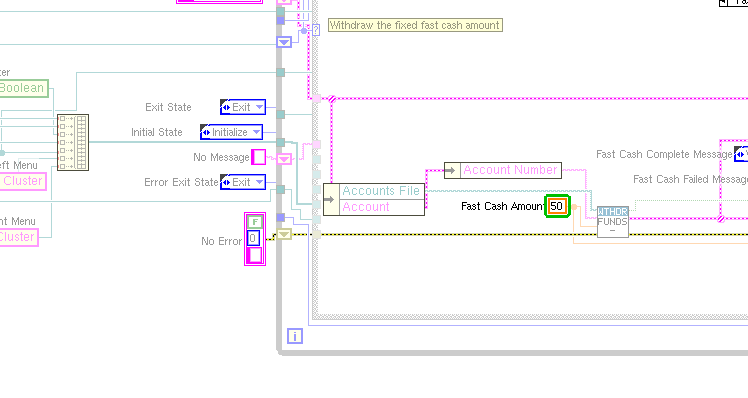 Withdraw the fixed fast cash amount
?
Boolean
Exit State
Exit
Initial State
Initialize
No Message
Fast Cash Complete Message
eft Menu
Account Number
Cluster
Error Exit State
Exit
Fast Cash Failed Message
Accounts File
Account
Fast Cash Amount
50
WTHDR
FUNDS
nt Menu
Cluster
F
No Error
0
i